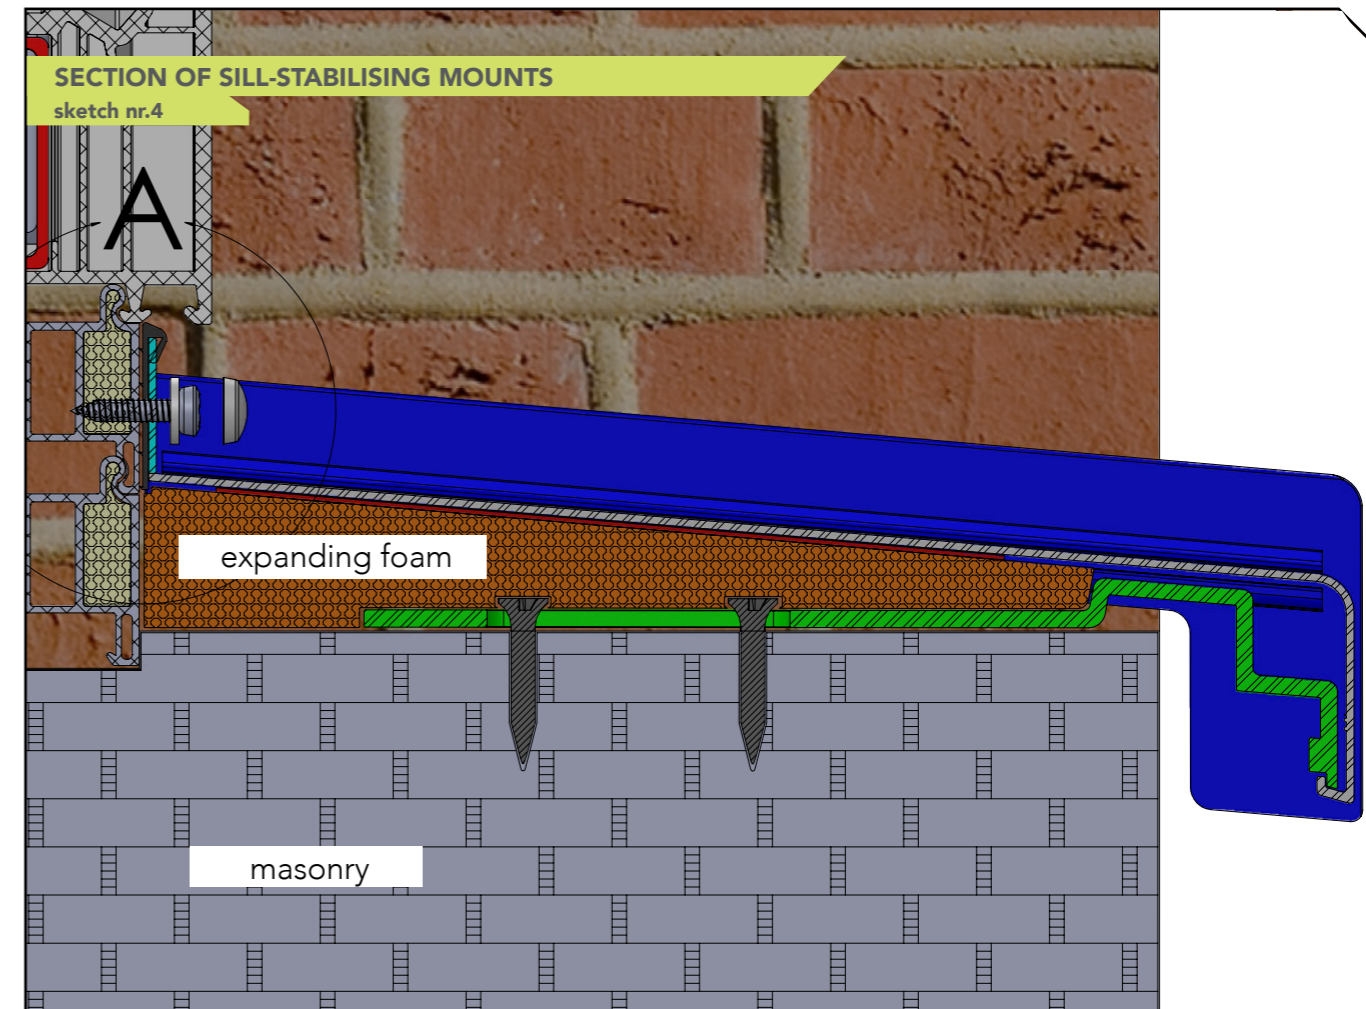 SECTION OF SILL-STABILISING MOUNTS
sketch nr.4
A
expanding foam
masonry